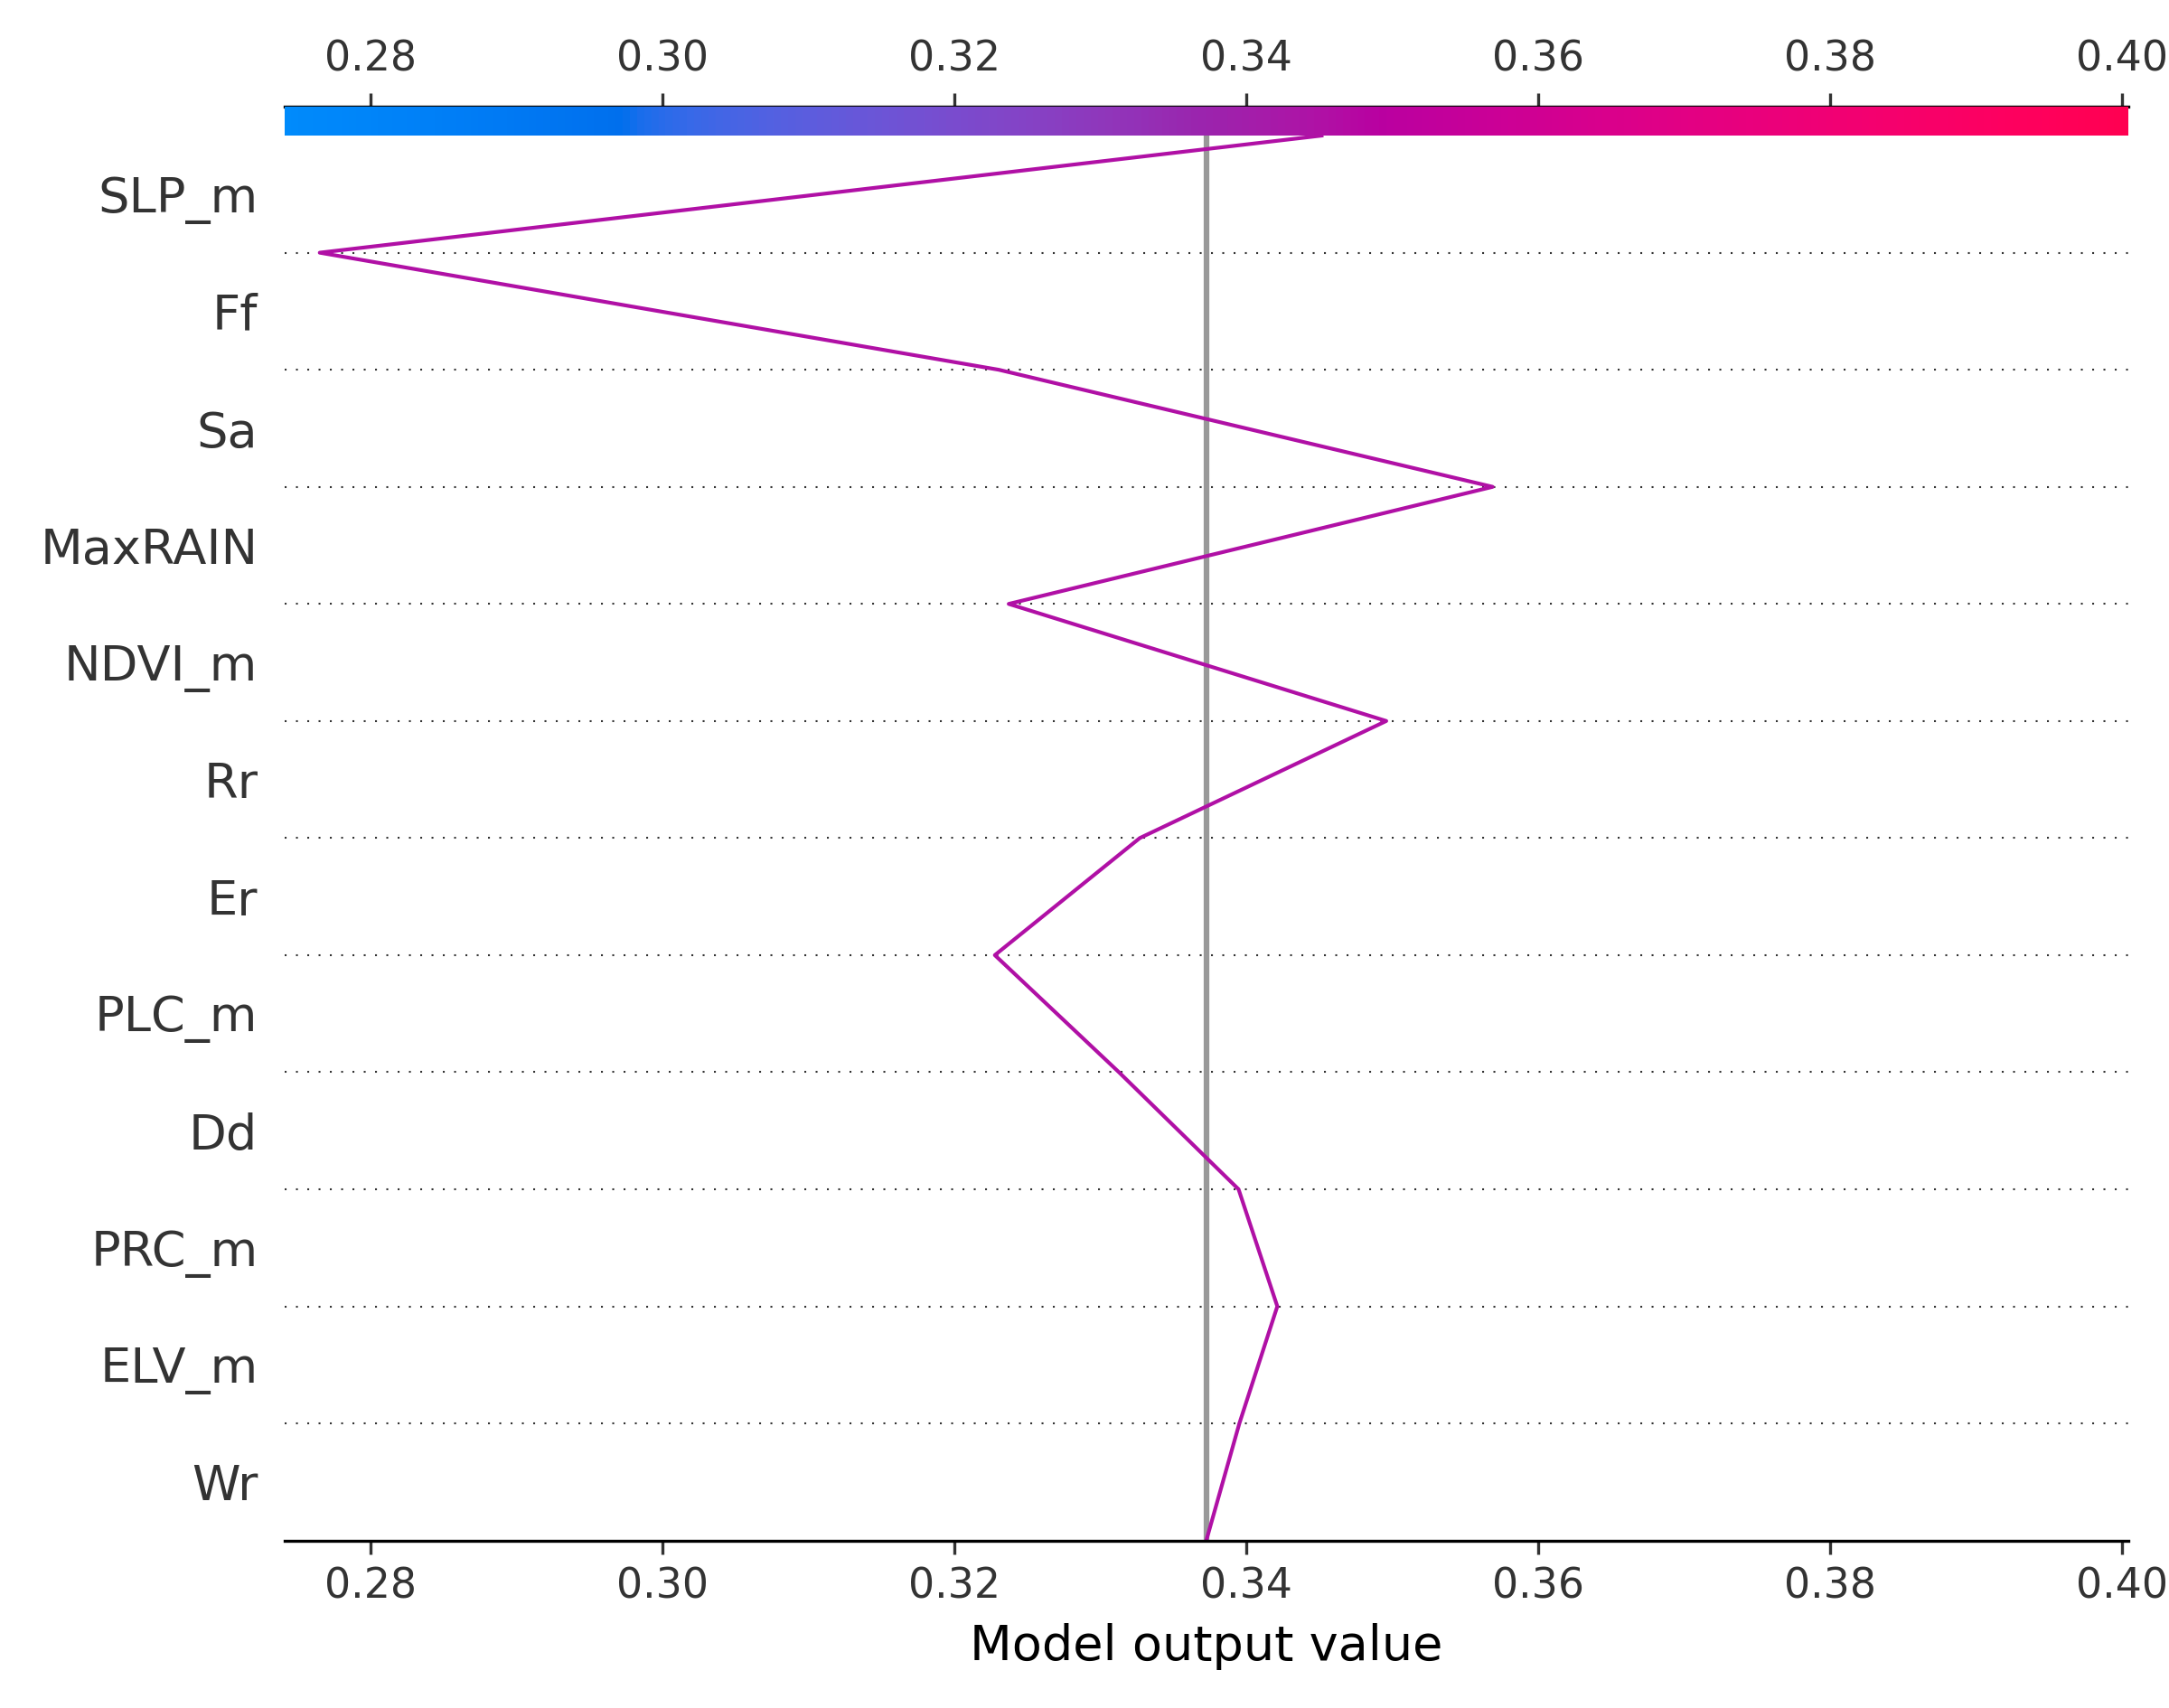 0.28 0.30 0.32 0.34 0.36 0.38 0.40
SLP_m
Ff
Sa
MaxRAIN
NDVI_m
Rr
Er
PLC_m
Dd
PRC_m
ELV_m
Wr
0.28 0.30 0.32 0.34 0.36 0.38 0.40
Model output value